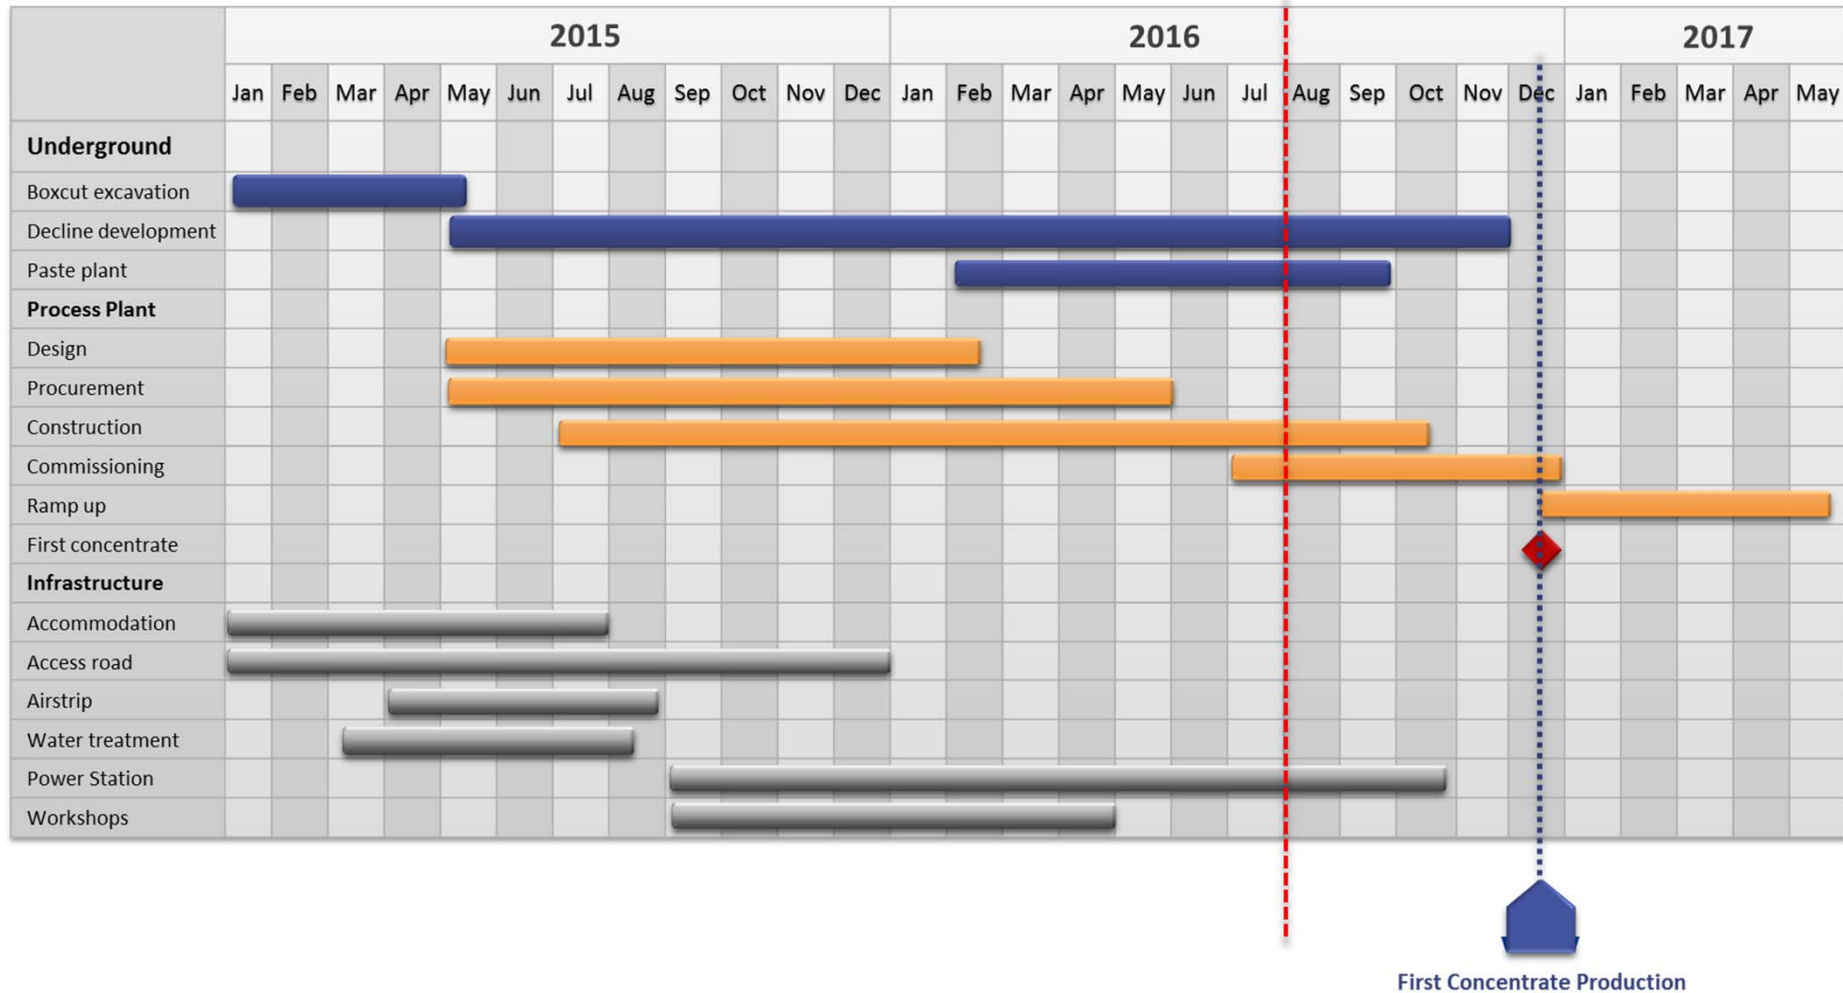 2015 2016 2017
Jan Feb Mar Apr May Jun Jul Aug Sep Oct Nov Dec Jan Feb Mar Apr May Jun Jul Aug Sep Oct Nov Dec Jan Feb Mar Apr May
Underground
Boxcut excavation
Decline development
Paste plant
Process Plant
Design
Procurement
Construction
Commissioning
Ramp up
First concentrate
Infrastructure
Accommodation
Access road
Airstrip
Water treatment
Power Station
Workshops
First Concentrate Production